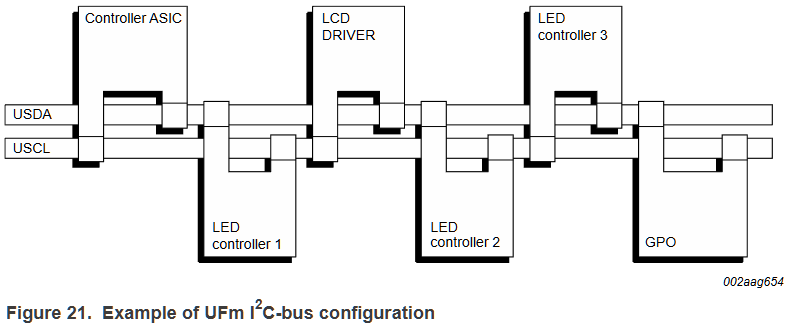 Controller ASIC
LCD
DRIVER
LED
controller 3
USDA
USCL
LED
controller 1
LED
controller 2
GPO
002aag654
Figure 21. Example of UFm I2C-bus configuration